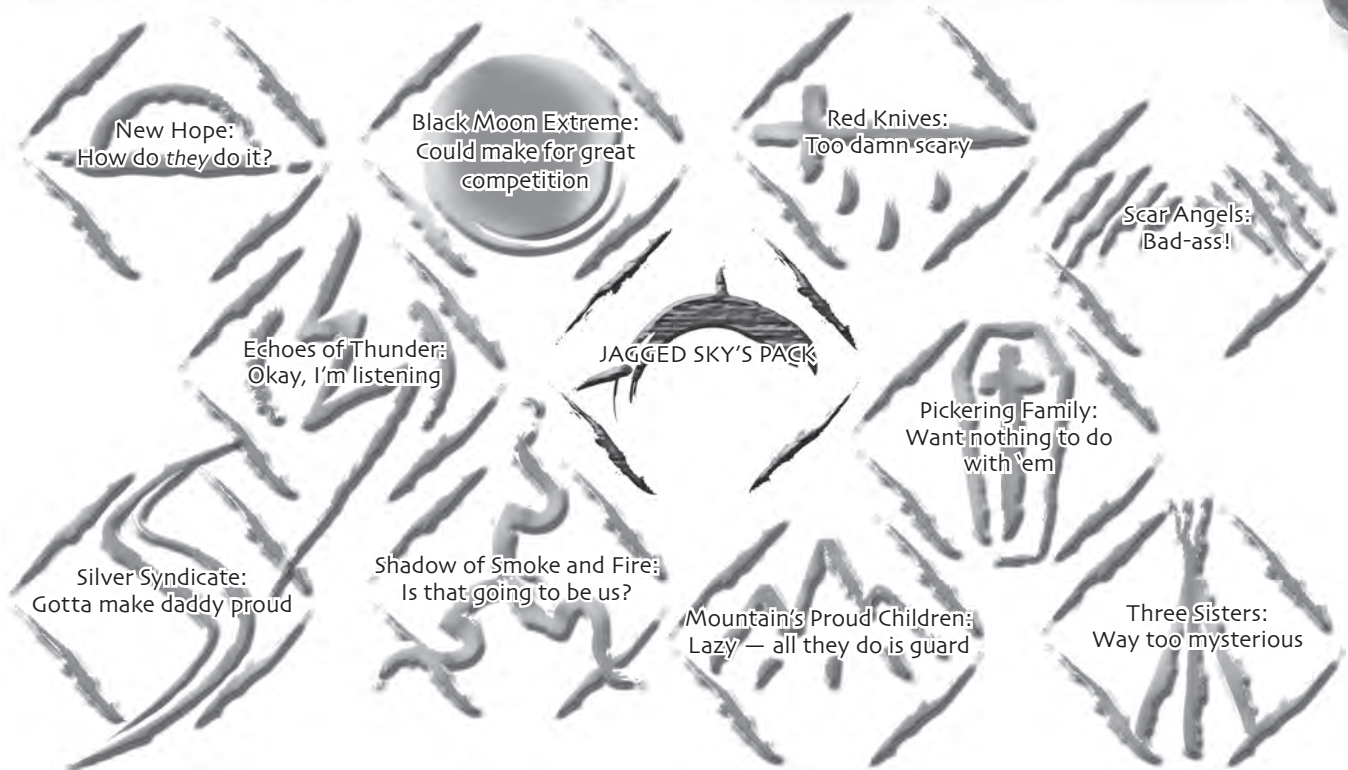 New Hope:
How do they do it?
Black Moon Extreme:
Could make for great
competition
Red Knives:
Too damn scary
Scar Angels:
Bad-ass!
Echoes of Thunder:
Okay, I'm listening
JAGGED SKY'S PACK
Pickering Family:
Want nothing to do
with 'em
Silver Syndicate:
Gotta make daddy proud
Shadow of Smoke and Fire:
Is that going to be us?
Mountain's Proud Children:
Lazy — all they do is guard
Three Sisters:
Way too mysterious